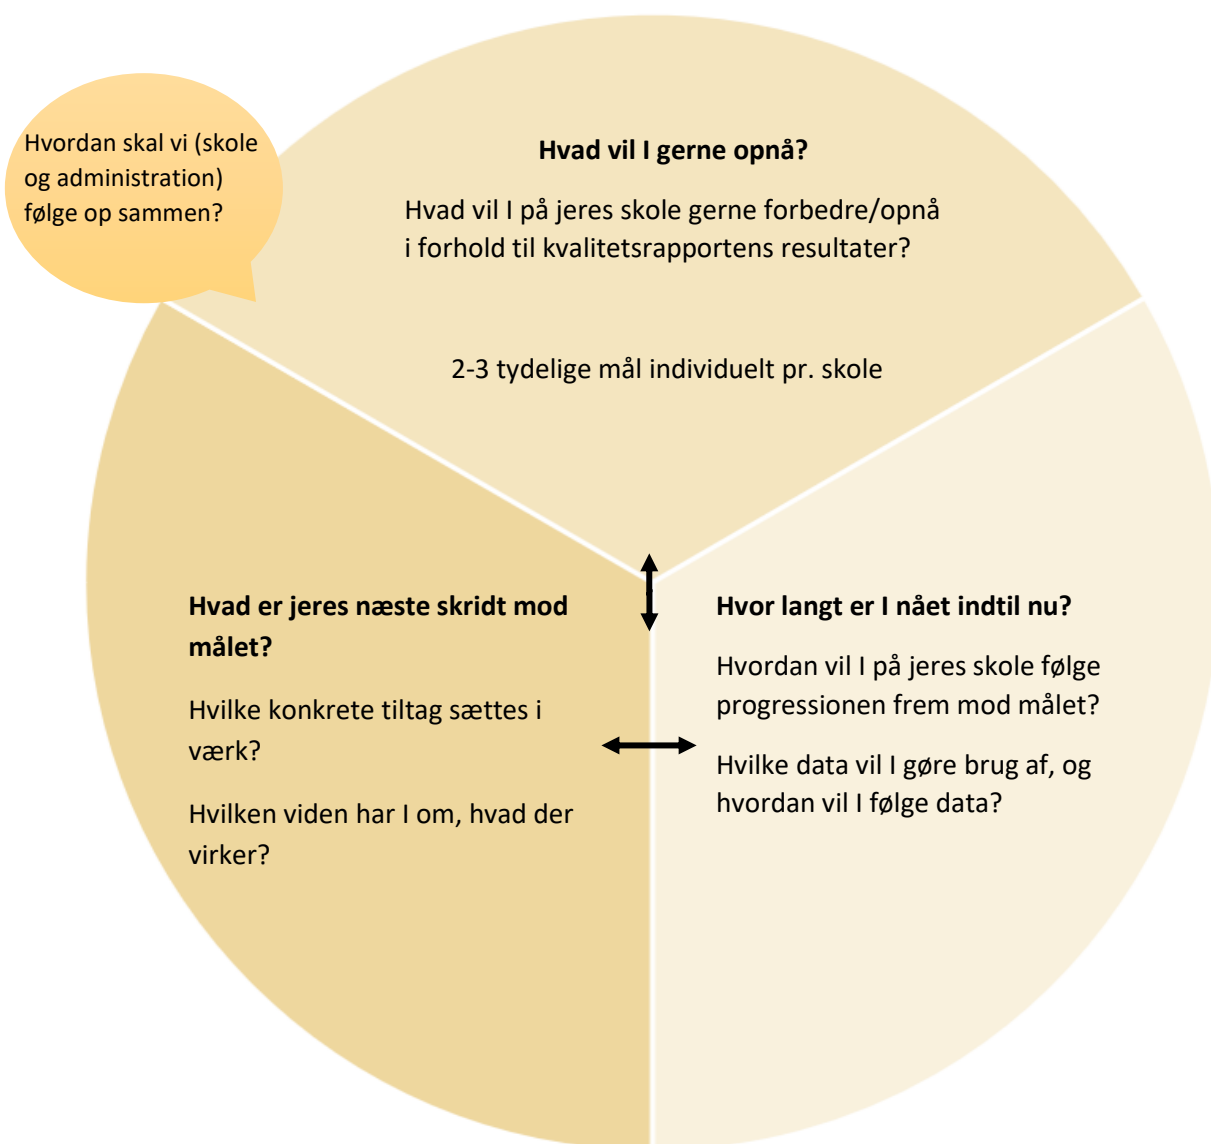 Hvordan skal vi (skole
og administration)
følge op sammen?
Hvad vil I gerne opnå?
Hvad vil I på jeres skole gerne forbedre/opnå
i forhold til kvalitetsrapportens resultater?
2-3 tydelige mål individuelt pr. skole
Hvad er jeres næste skridt mod
målet?
Hvilke konkrete tiltag sættes i
værk?
Hvilken viden har I om, hvad der
virker?
Hvor langt er I nået indtil nu?
Hvordan vil I på jeres skole følge
progressionen frem mod målet?
Hvilke data vil I gøre brug af, og
hvordan vil I følge data?